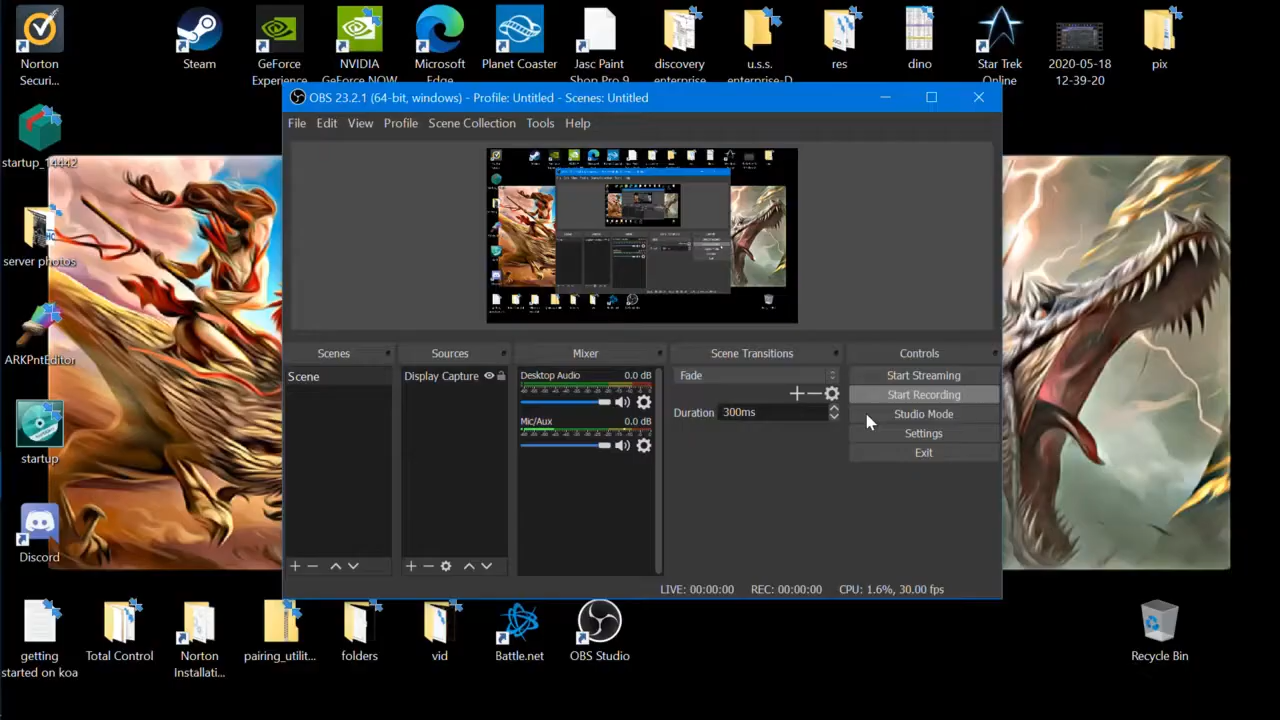 Norton
Securi...
Steam
GeForce
Experience
NVIDIA
GeForce NOW
Microsoft
Edge
Planet Coaster
Jasc Paint
Shop Pro 9
discovery
enterprise
u.s.s.
enterprise-D
res
dino
Star Trek
Online
2020-05-18
12-39-20
pix
startup_14442
server photos
ARKPntEditor
startup
Discord
OBS 23.2.1 (64-bit, windows) - Profile: Untitled - Scenes: Untitled
File Edit View Profile Scene Collection Tools Help
Scenes Sources Mixer Scene Transitions Controls
Scene
Display Capture
Desktop Audio 0.0 dB
Mic/Aux 0.0 dB
Fade
Duration 300ms
Start Streaming
Start Recording
Studio Mode
Settings
Exit
LIVE: 00:00:00 REC: 00:00:00 CPU: 1.6%, 30.00 fps
getting
started on koa
Total Control
Norton
Installati...
pairing_utilit...
folders
vid
Battle.net
OBS Studio
Recycle Bin